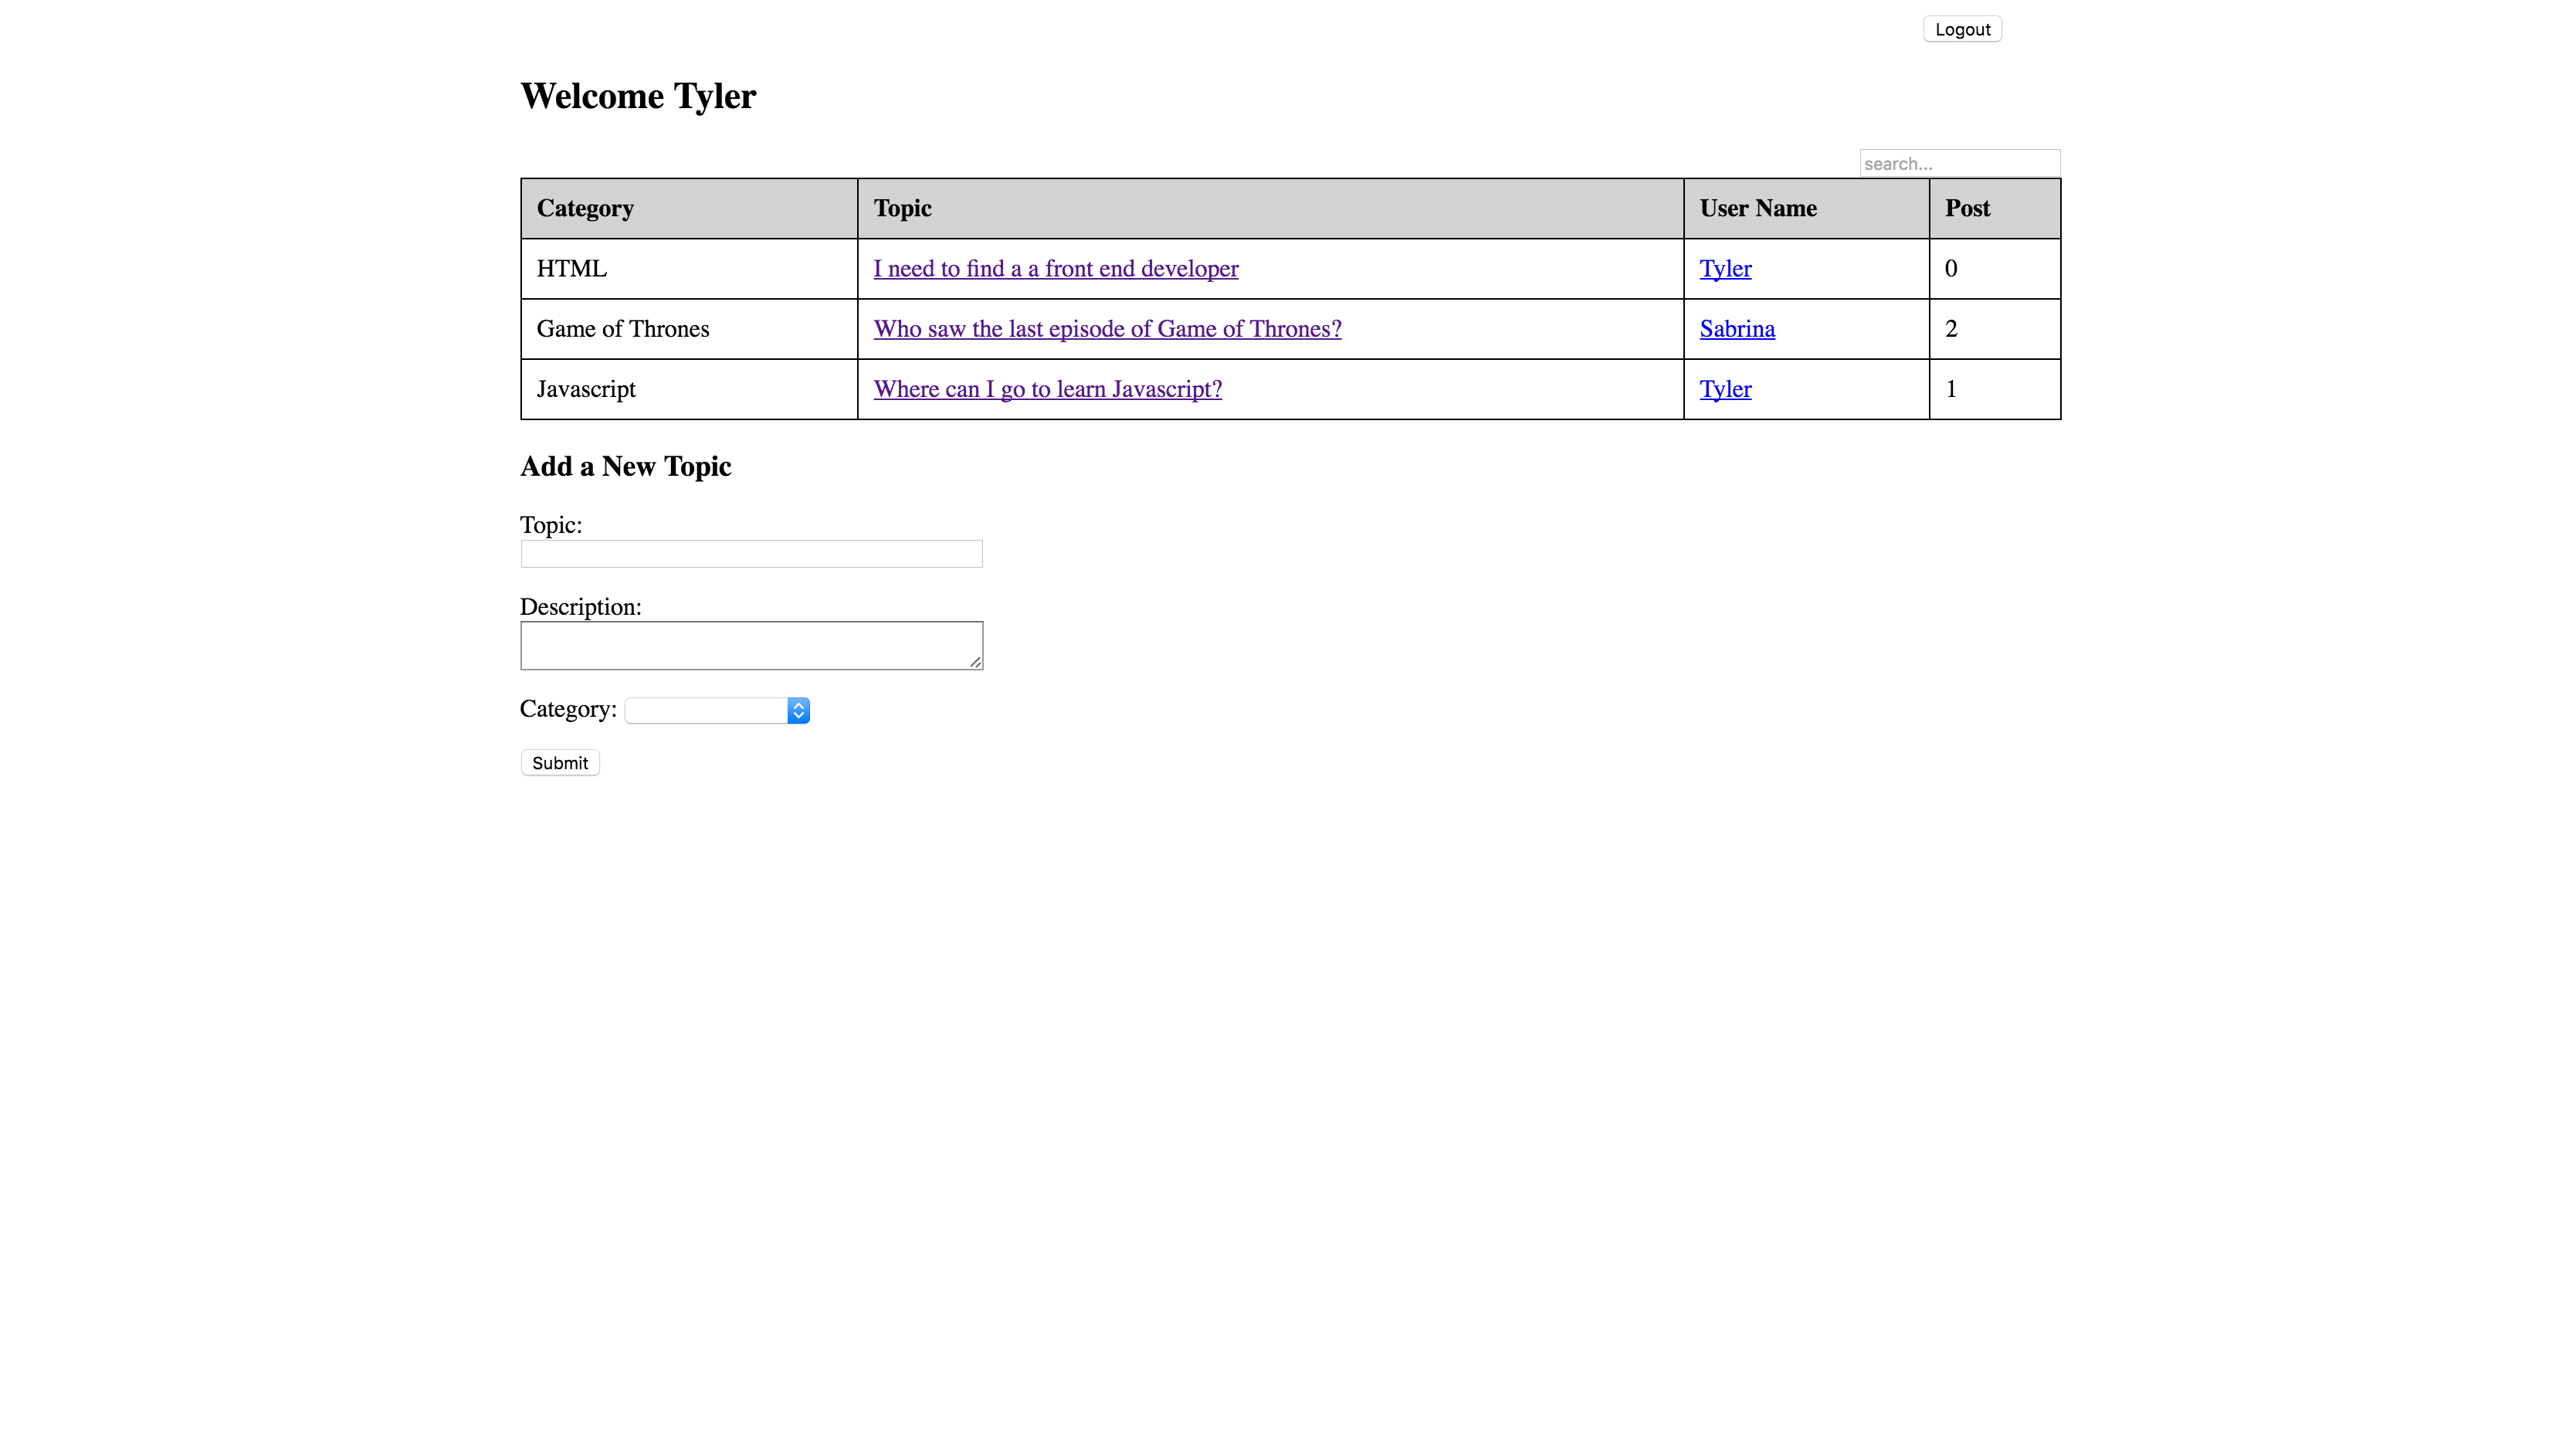 Logout
Welcome Tyler
search...
Category Topic User Name Post
HTML I need to find a a front end developer Tyler 0
Game of Thrones Who saw the last episode of Game of Thrones? Sabrina 2
Javascript Where can I go to learn Javascript? Tyler 1
Add a New Topic
Topic:
Description:
Category:
Submit